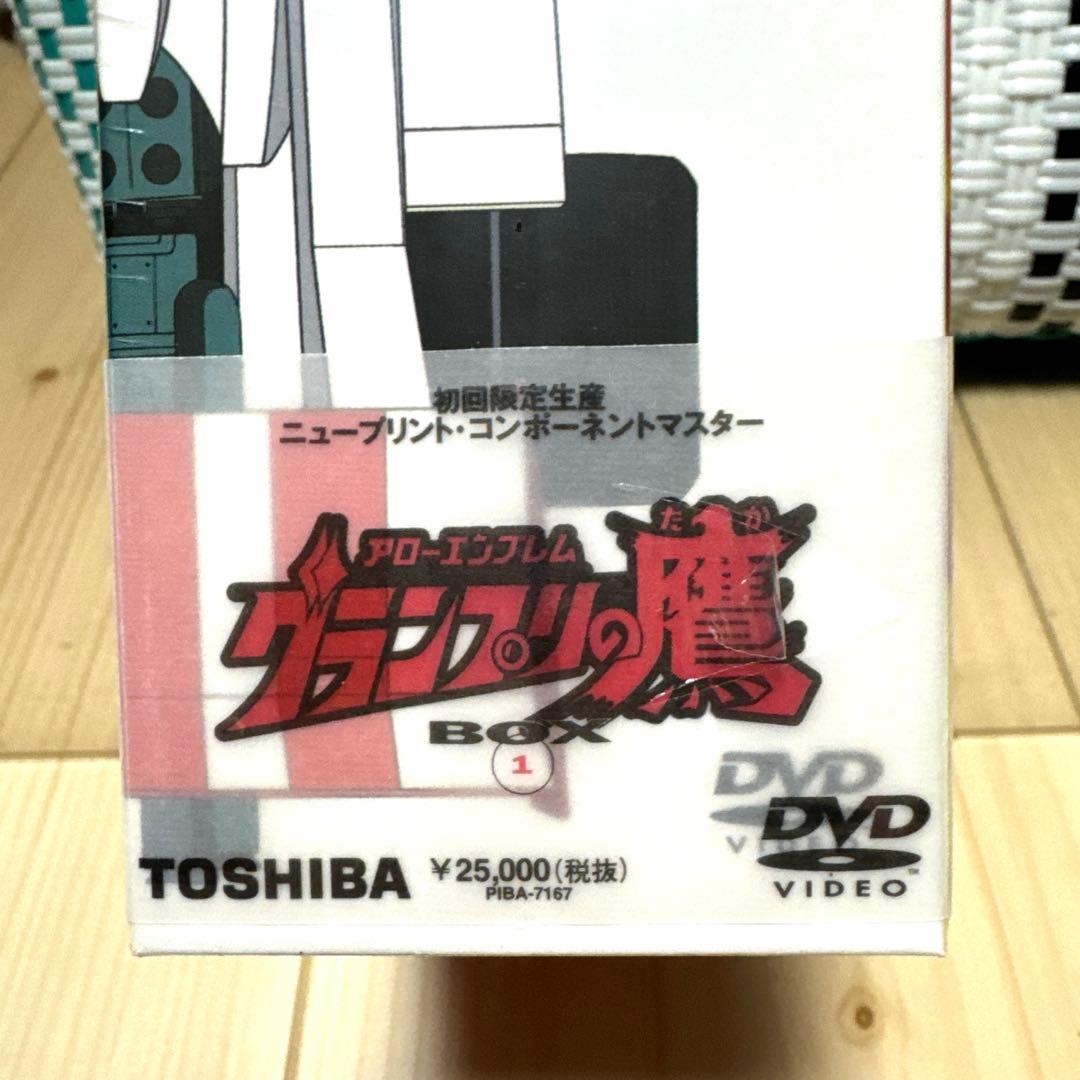 初回限定生産
ニュープリント・コンポーネントマスター
たか
アローエンブレム
グランプリの鷹
BOX
1
DVD
VIDEO
DVD
VIDEO™
TOSHIBA
￥25,000(税抜)
PIBA-7167